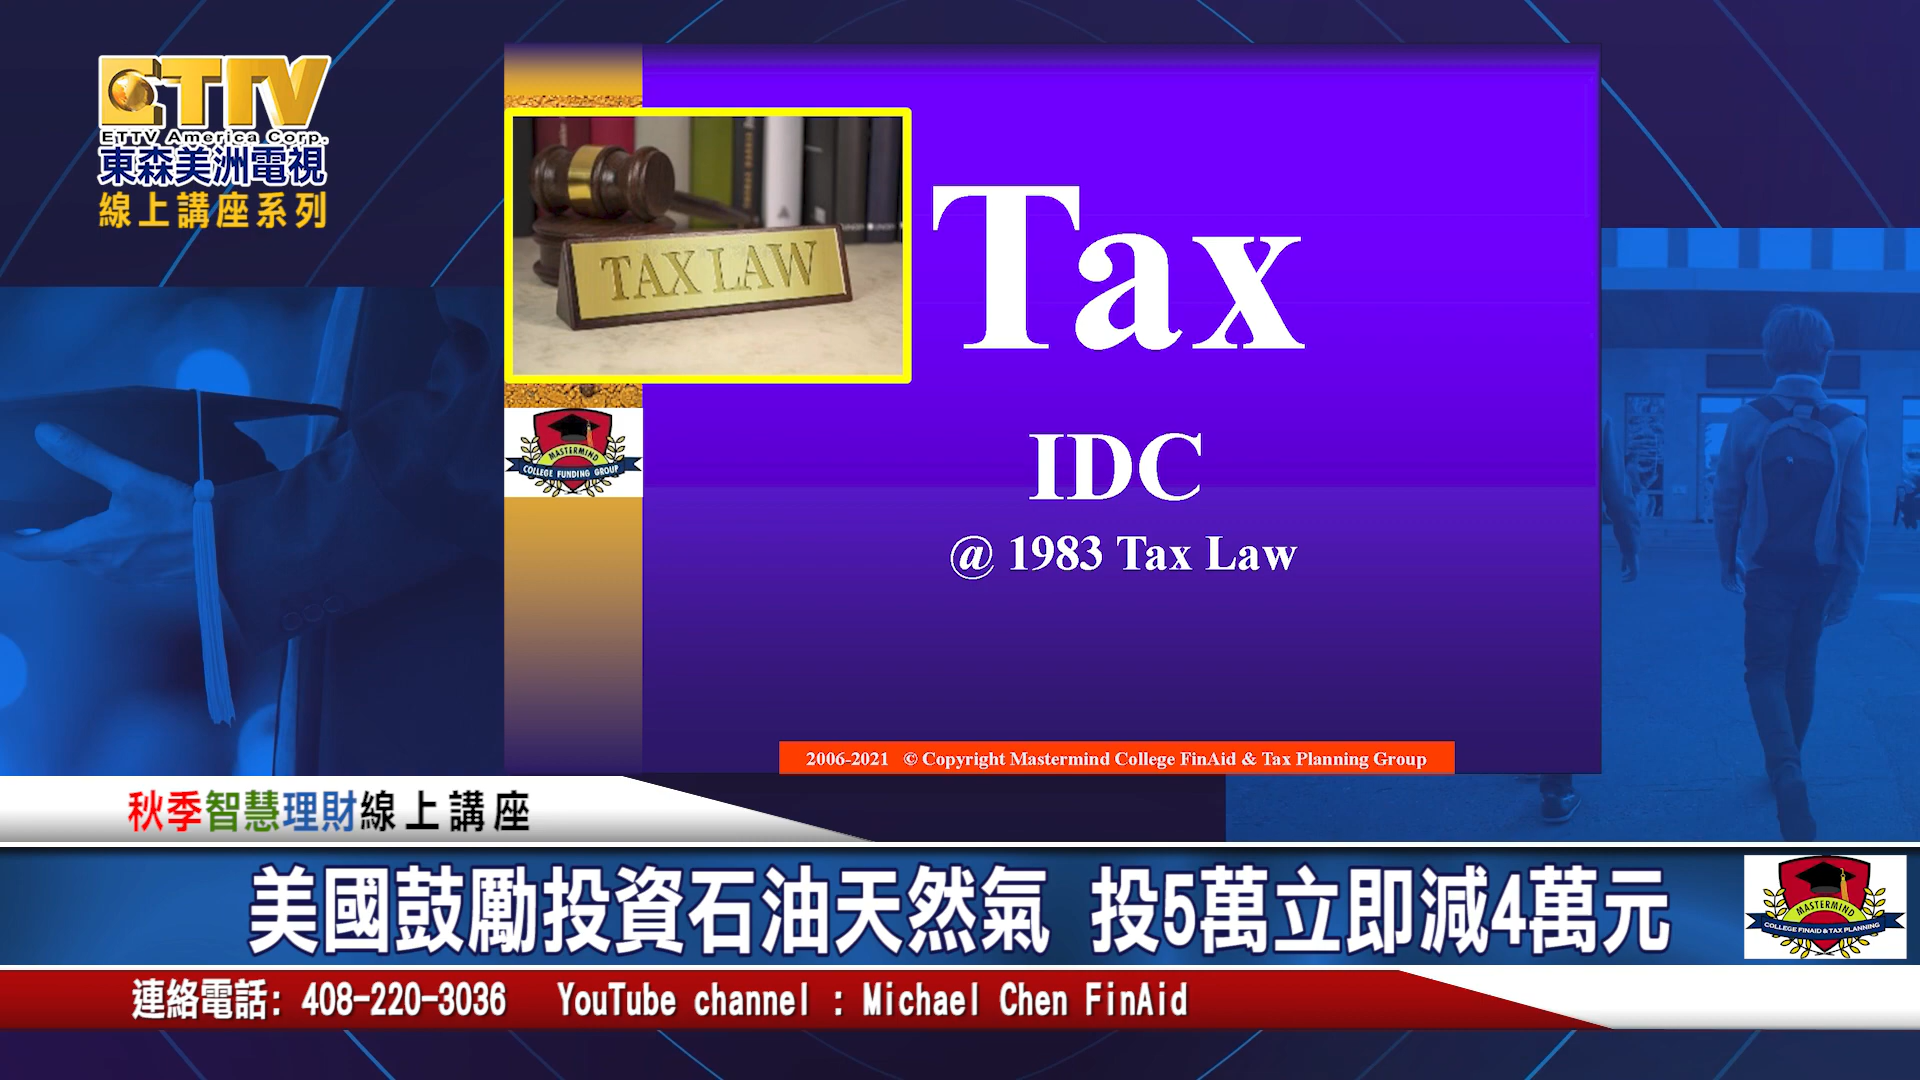 ETTV
ETTV America Corp.
東森美洲電視
線上講座系列
TAX LAW
Tax
IDC
@ 1983 Tax Law
MASTERMIND
COLLEGE FUNDING GROUP
2006-2021 © Copyright Mastermind College FinAid & Tax Planning Group
秋季智慧理財線上講座
美國鼓勵投資石油天然氣 投5萬立即減4萬元
MASTERMIND
COLLEGE FINAID & TAX PLANNING
連絡電話: 408-220-3036 YouTube channel : Michael Chen FinAid